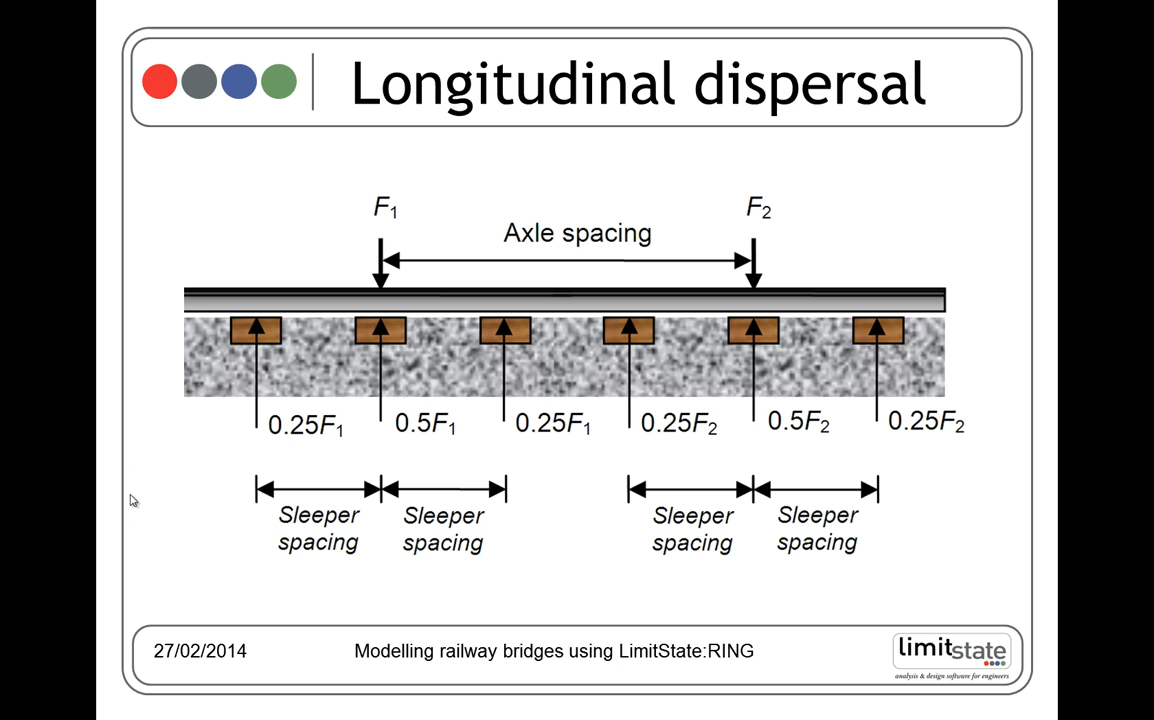 Longitudinal dispersal
F₁
F₂
Axle spacing
0.25F₁
0.5F₁
0.25F₁
0.25F₂
0.5F₂
0.25F₂
Sleeper
spacing
Sleeper
spacing
Sleeper
spacing
Sleeper
spacing
27/02/2014
Modelling railway bridges using LimitState:RING
limitstate
analysis & design software for engineers